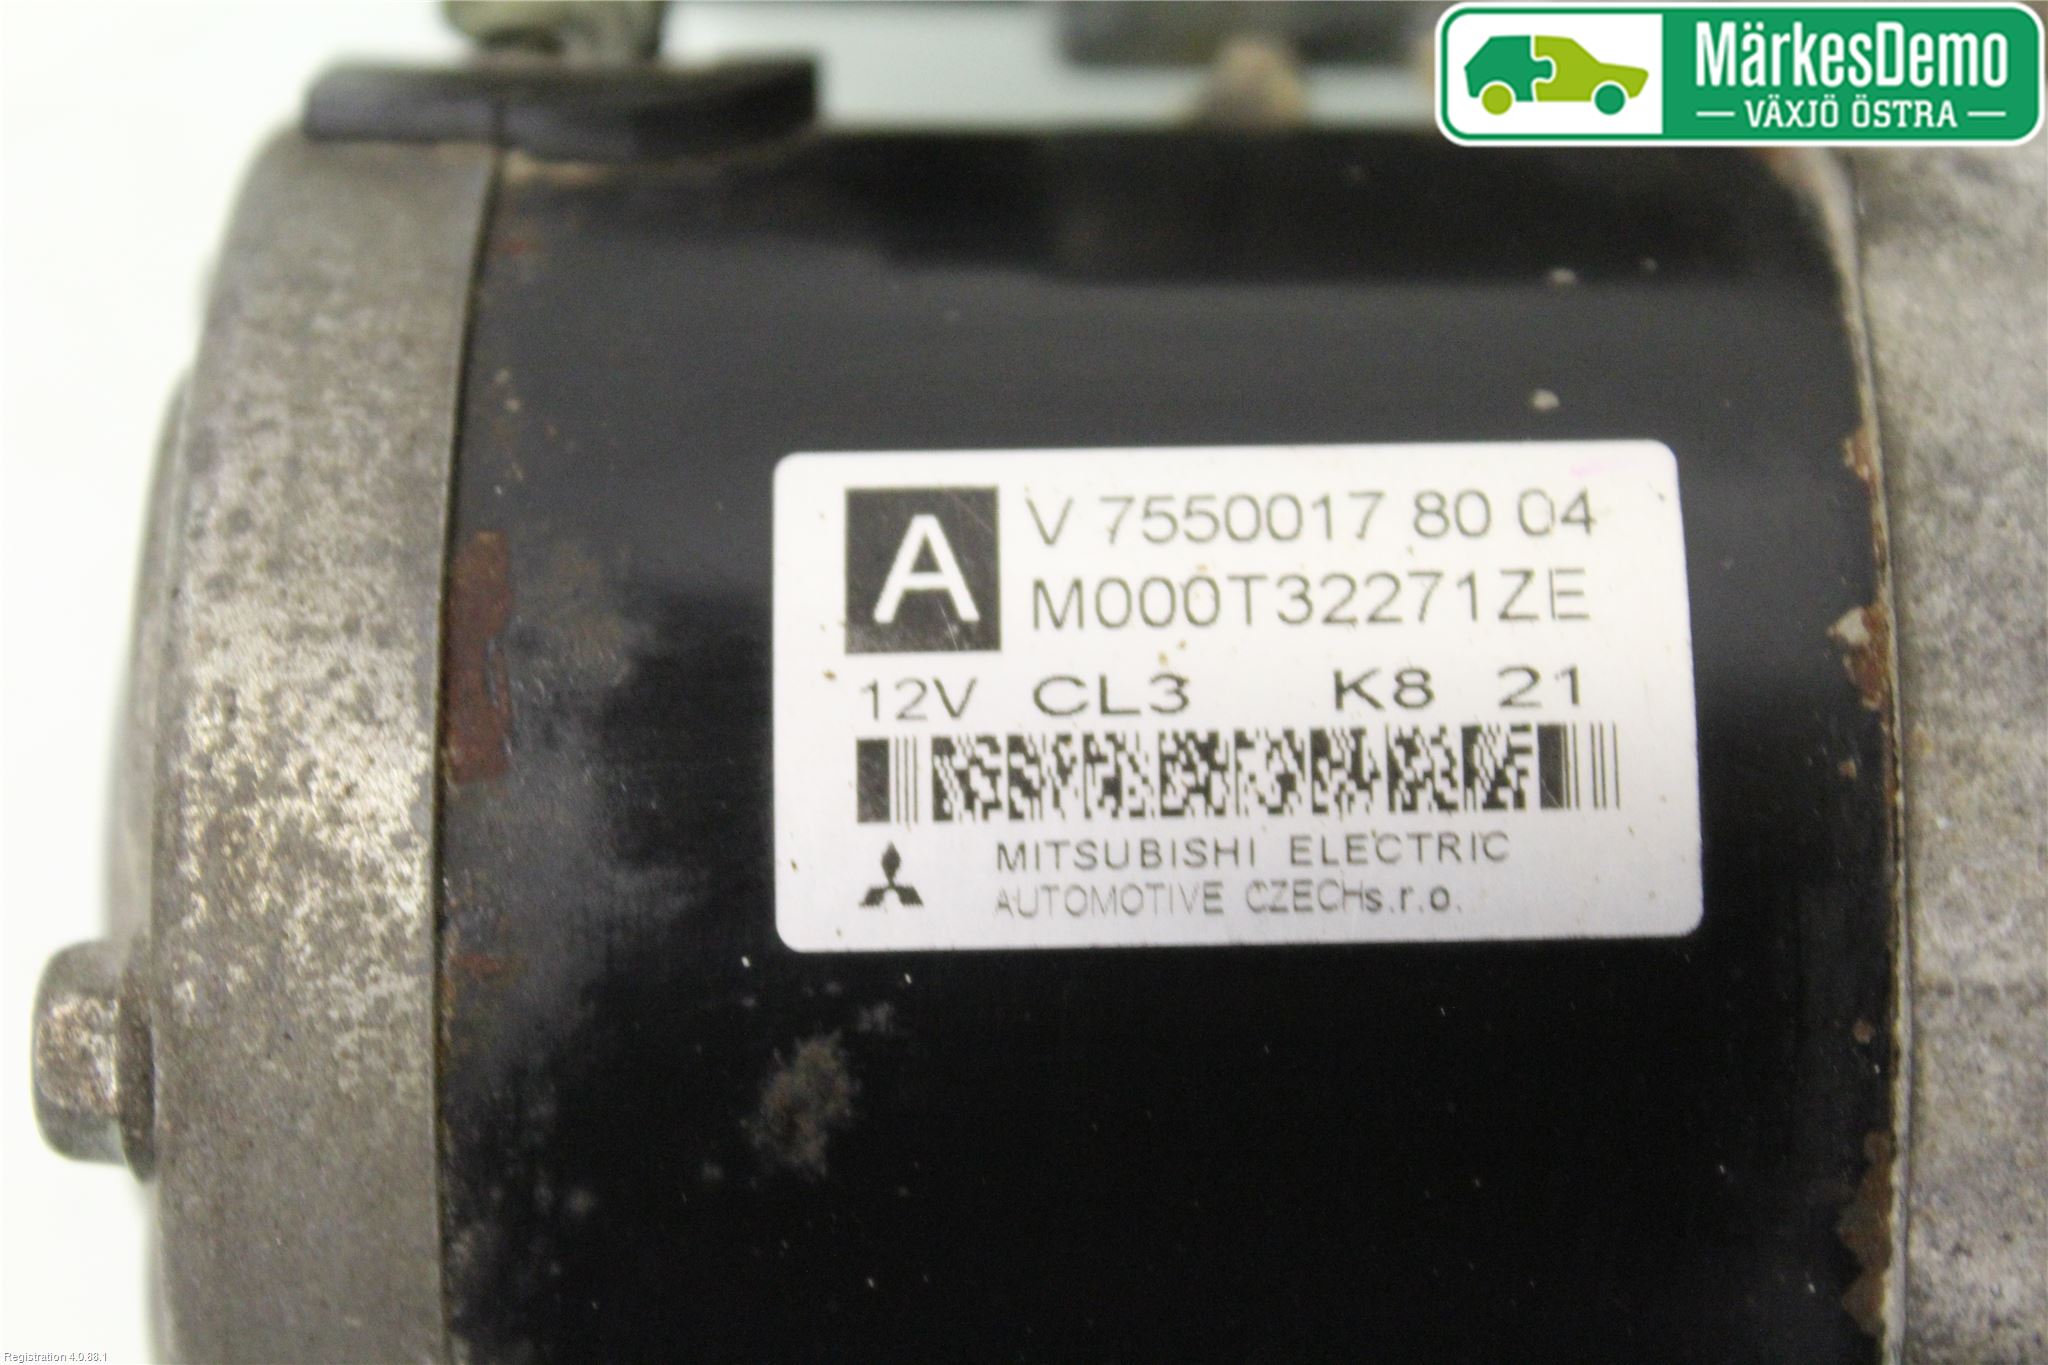 MärkesDemo
VÄXJÖ ÖSTRA
A
V 7550017 80 04
M000T32271ZE
12V CL3 K8 21
MITSUBISHI ELECTRIC
AUTOMOTIVE CZECHs.r.o.
Registration 4.0.88.1